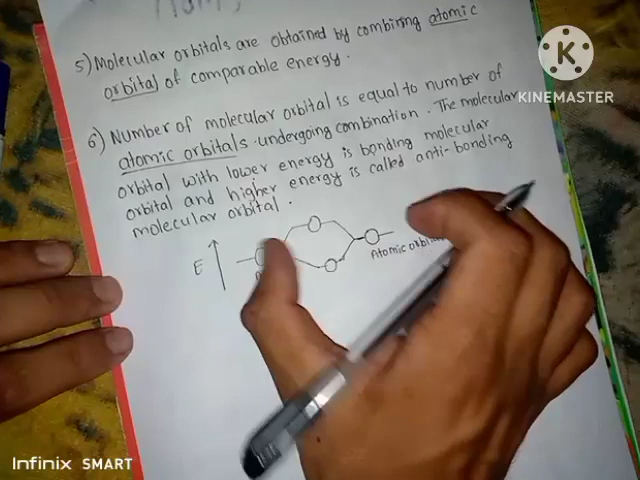 5) Molecular orbitals are obtained by combining atomic
orbital of comparable energy.
6) Number of molecular orbital is equal to number of
atomic orbitals undergoing combination. The molecular
orbital with lower energy is bonding molecular
orbital and higher energy is called anti-bonding
molecular orbital.
E
Atomic
KINEMASTER
Infinix SMART